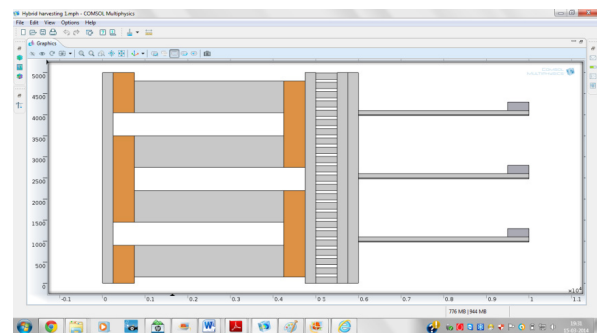 Hybrid harvesting 1.mph - COMSOL Multiphysics
File Edit View Options Help
Graphics
5000
4500
4000
3500
3000
2500
2000
1500
1000
500
0
-0.1 0 0.1 0.2 0.3 0.4 0.5 0.6 0.7 0.8 0.9 1 1.1
776 MB | 944 MB